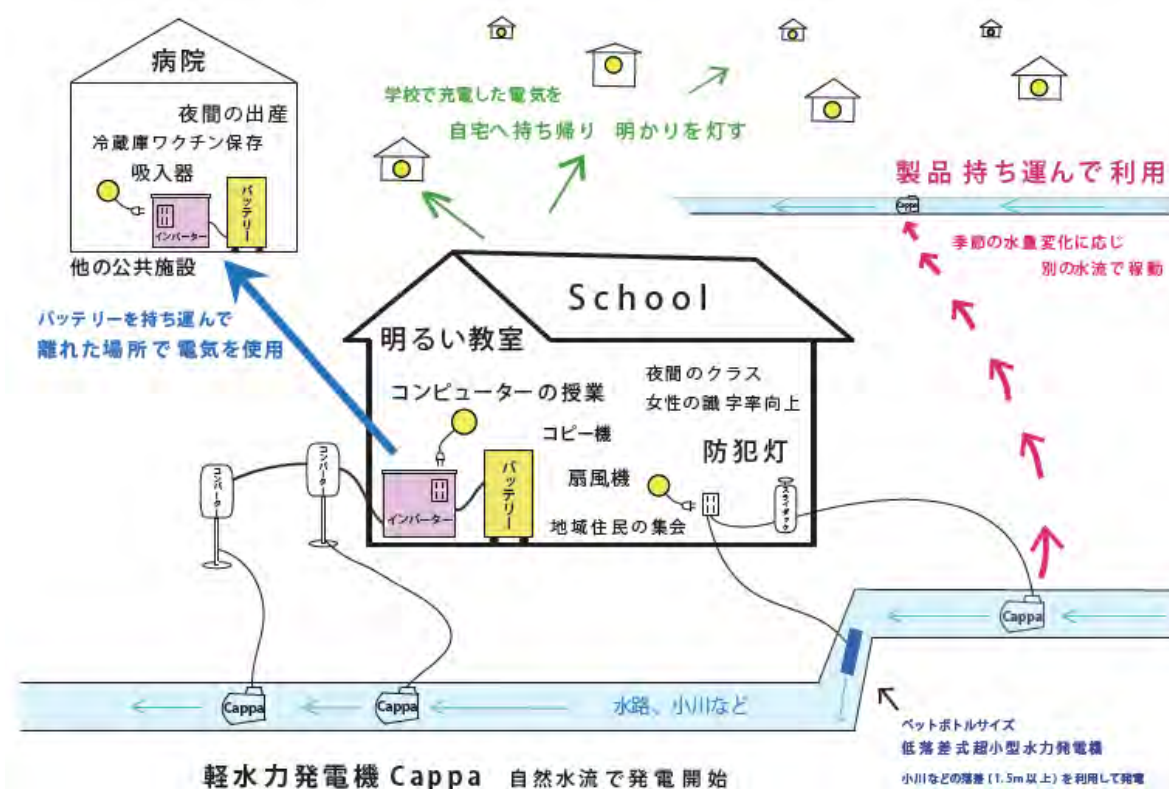 病院
夜間の出産
冷蔵庫ワクチン保存
吸入器
インバーター
バッテリー
他の公共施設
バッテリーを持ち運んで
離れた場所で電気を使用
学校で充電した電気を
自宅へ持ち帰り 明かりを灯す
製品 持ち運んで利用
Cappa
季節の水量変化に応じ
別の水流で稼動
School
明るい教室
コンピューターの授業
夜間のクラス
女性の識字率向上
コピー機
防犯灯
扇風機
地域住民の集会
インバーター
バッテリー
スライダック
コンバーター
コンバーター
Cappa
Cappa
Cappa
水路、小川など
ペットボトルサイズ
低落差式超小型水力発電機
小川などの落差(1.5m以上)を利用して発電
軽水力発電機 Cappa 自然水流で発電開始